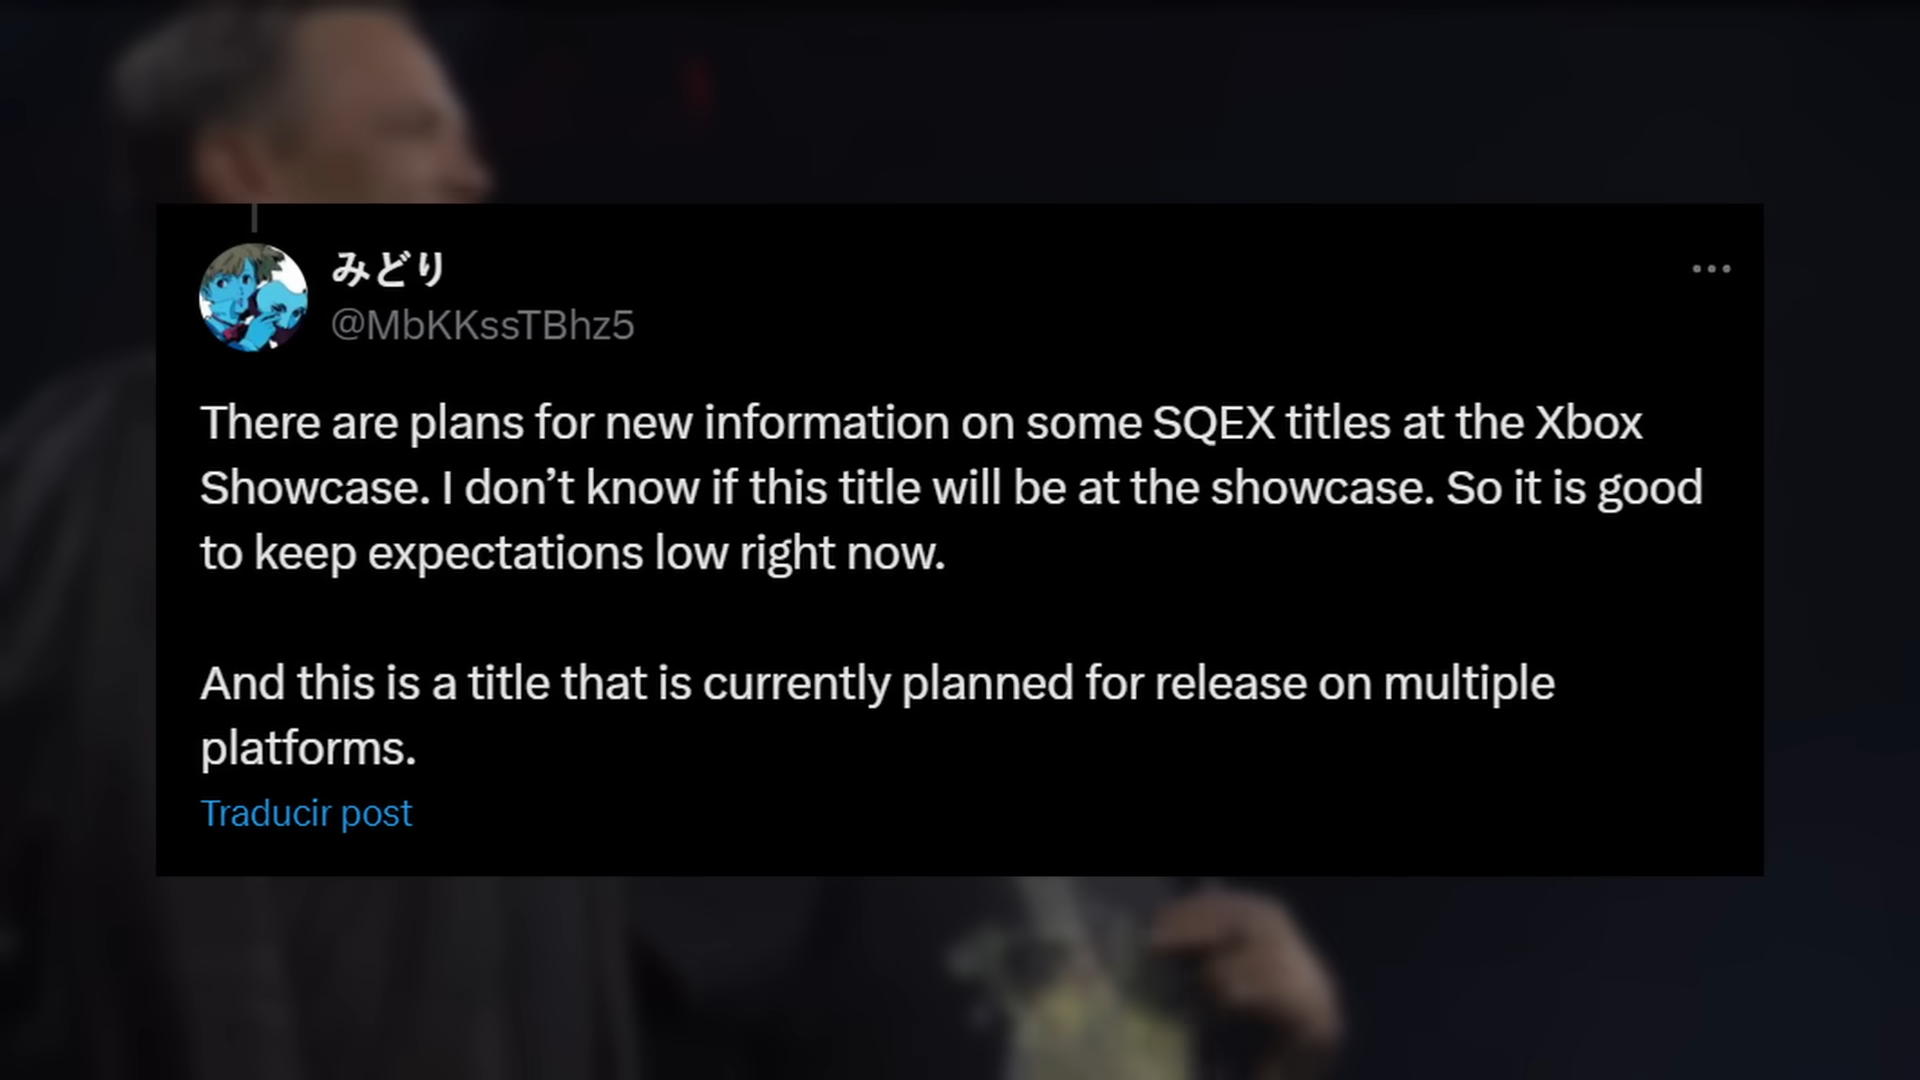 みどり
@MbKKssTBhz5
There are plans for new information on some SQEX titles at the Xbox
Showcase. I don’t know if this title will be at the showcase. So it is good
to keep expectations low right now.
And this is a title that is currently planned for release on multiple
platforms.
Traducir post